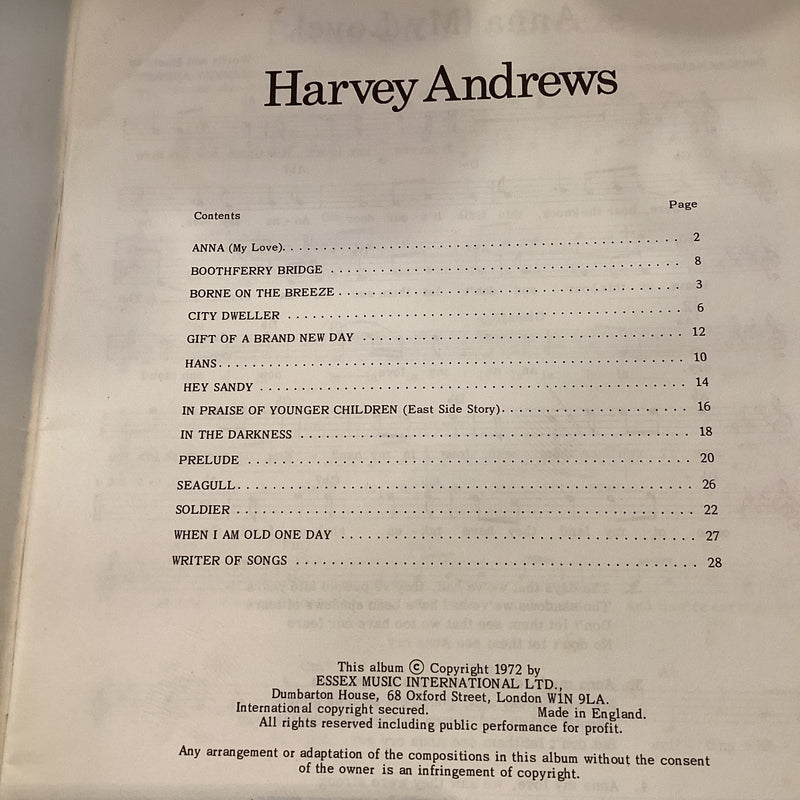 Harvey Andrews
Contents Page
ANNA (My Love). . . . . . . . . . . . . . . . . . . . . . . . . . . . . . . . . . . . . . . . 2
BOOTHFERRY BRIDGE . . . . . . . . . . . . . . . . . . . . . . . . . . . . . . . . . . . 8
BORNE ON THE BREEZE . . . . . . . . . . . . . . . . . . . . . . . . . . . . . . . . . . 3
CITY DWELLER . . . . . . . . . . . . . . . . . . . . . . . . . . . . . . . . . . . . . . . . 6
GIFT OF A BRAND NEW DAY . . . . . . . . . . . . . . . . . . . . . . . . . . . . . . . . 12
HANS. . . . . . . . . . . . . . . . . . . . . . . . . . . . . . . . . . . . . . . . . . . . . . . 10
HEY SANDY . . . . . . . . . . . . . . . . . . . . . . . . . . . . . . . . . . . . . . . . . . . 14
IN PRAISE OF YOUNGER CHILDREN (East Side Story). . . . . . . . . . . . . . . . . . 16
IN THE DARKNESS . . . . . . . . . . . . . . . . . . . . . . . . . . . . . . . . . . . . . . . 18
PRELUDE . . . . . . . . . . . . . . . . . . . . . . . . . . . . . . . . . . . . . . . . . . . . 20
SEAGULL. . . . . . . . . . . . . . . . . . . . . . . . . . . . . . . . . . . . . . . . . . . . . 26
SOLDIER . . . . . . . . . . . . . . . . . . . . . . . . . . . . . . . . . . . . . . . . . . . . . 22
WHEN I AM OLD ONE DAY . . . . . . . . . . . . . . . . . . . . . . . . . . . . . . . . . . . 27
WRITER OF SONGS . . . . . . . . . . . . . . . . . . . . . . . . . . . . . . . . . . . . . . . 28
This album © Copyright 1972 by
ESSEX MUSIC INTERNATIONAL LTD.,
Dumbarton House, 68 Oxford Street, London W1N 9LA.
International copyright secured. Made in England.
All rights reserved including public performance for profit.
Any arrangement or adaptation of the compositions in this album without the consent
of the owner is an infringement of copyright.